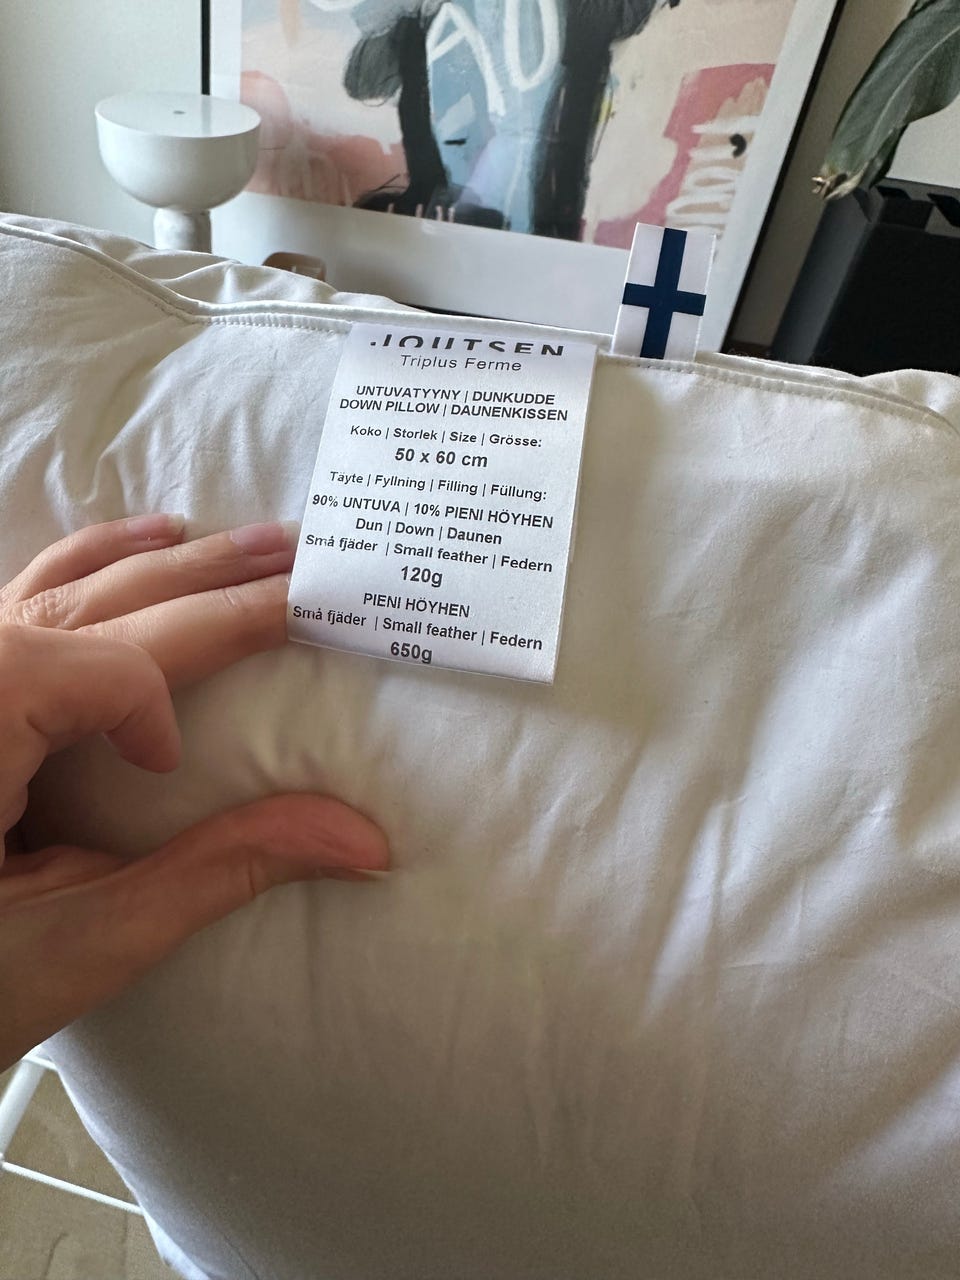 AO
JOUTSEN
Triplus Ferme
UNTUVATYYNY | DUNKUDDE
DOWN PILLOW | DAUNENKISSEN
Koko | Storlek | Size | Grösse:
50 x 60 cm
Täyte | Fyllning | Filling | Füllung:
90% UNTUVA | 10% PIENI HÖYHEN
Dun | Down | Daunen
Små fjäder | Small feather | Federn
120g
PIENI HÖYHEN
Små fjäder | Small feather | Federn
650g